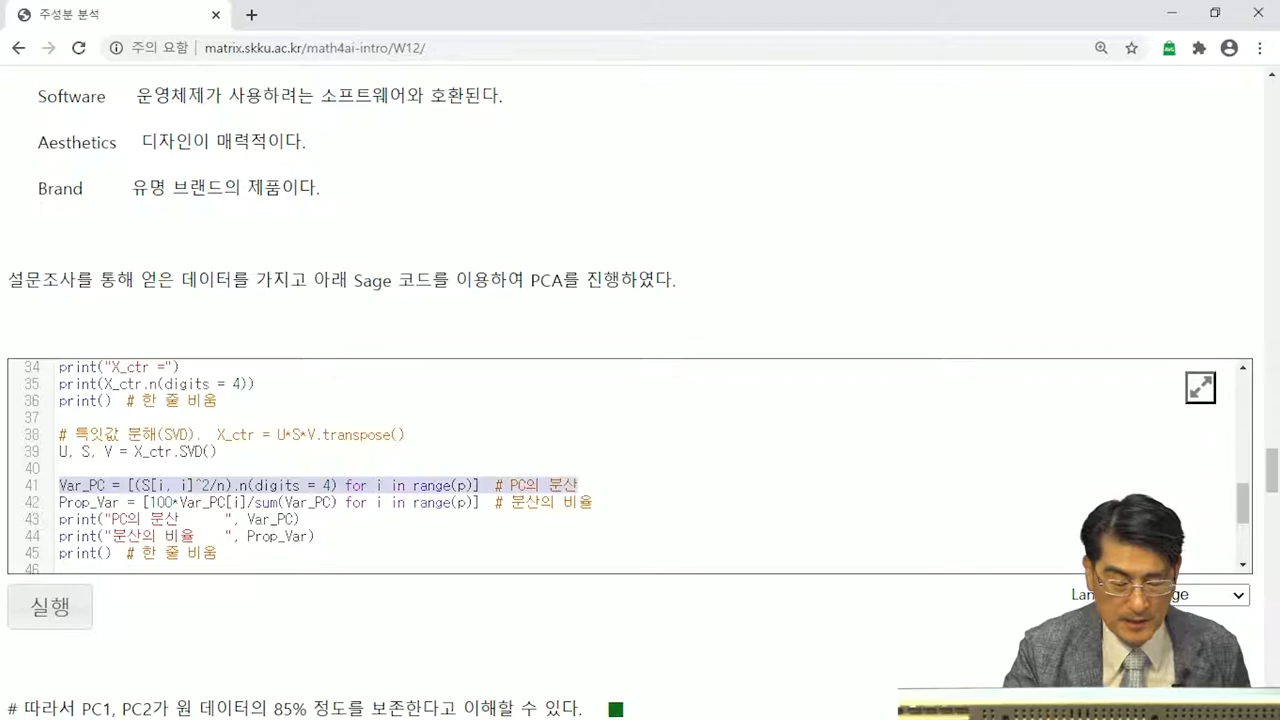 주성분 분석
주의 요함 matrix.skku.ac.kr/math4ai-intro/W12/
Software 운영체제가 사용하려는 소프트웨어와 호환된다.
Aesthetics 디자인이 매력적이다.
Brand 유명 브랜드의 제품이다.
설문조사를 통해 얻은 데이터를 가지고 아래 Sage 코드를 이용하여 PCA를 진행하였다.
34 print("X_ctr =")
35 print(X_ctr.n(digits = 4))
36 print() # 한 줄 비움
37
38 # 특잇값 분해(SVD). X_ctr = U*S*V.transpose()
39 U, S, V = X_ctr.SVD()
40
41 Var_PC = [(S[i, i]^2/n).n(digits = 4) for i in range(p)] # PC의 분산
42 Prop_Var = [100*Var_PC[i]/sum(Var_PC) for i in range(p)] # 분산의 비율
43 print("PC의 분산 ", Var_PC)
44 print("분산의 비율 ", Prop_Var)
45 print() # 한 줄 비움
46
실행
# 따라서 PC1, PC2가 원 데이터의 85% 정도를 보존한다고 이해할 수 있다.